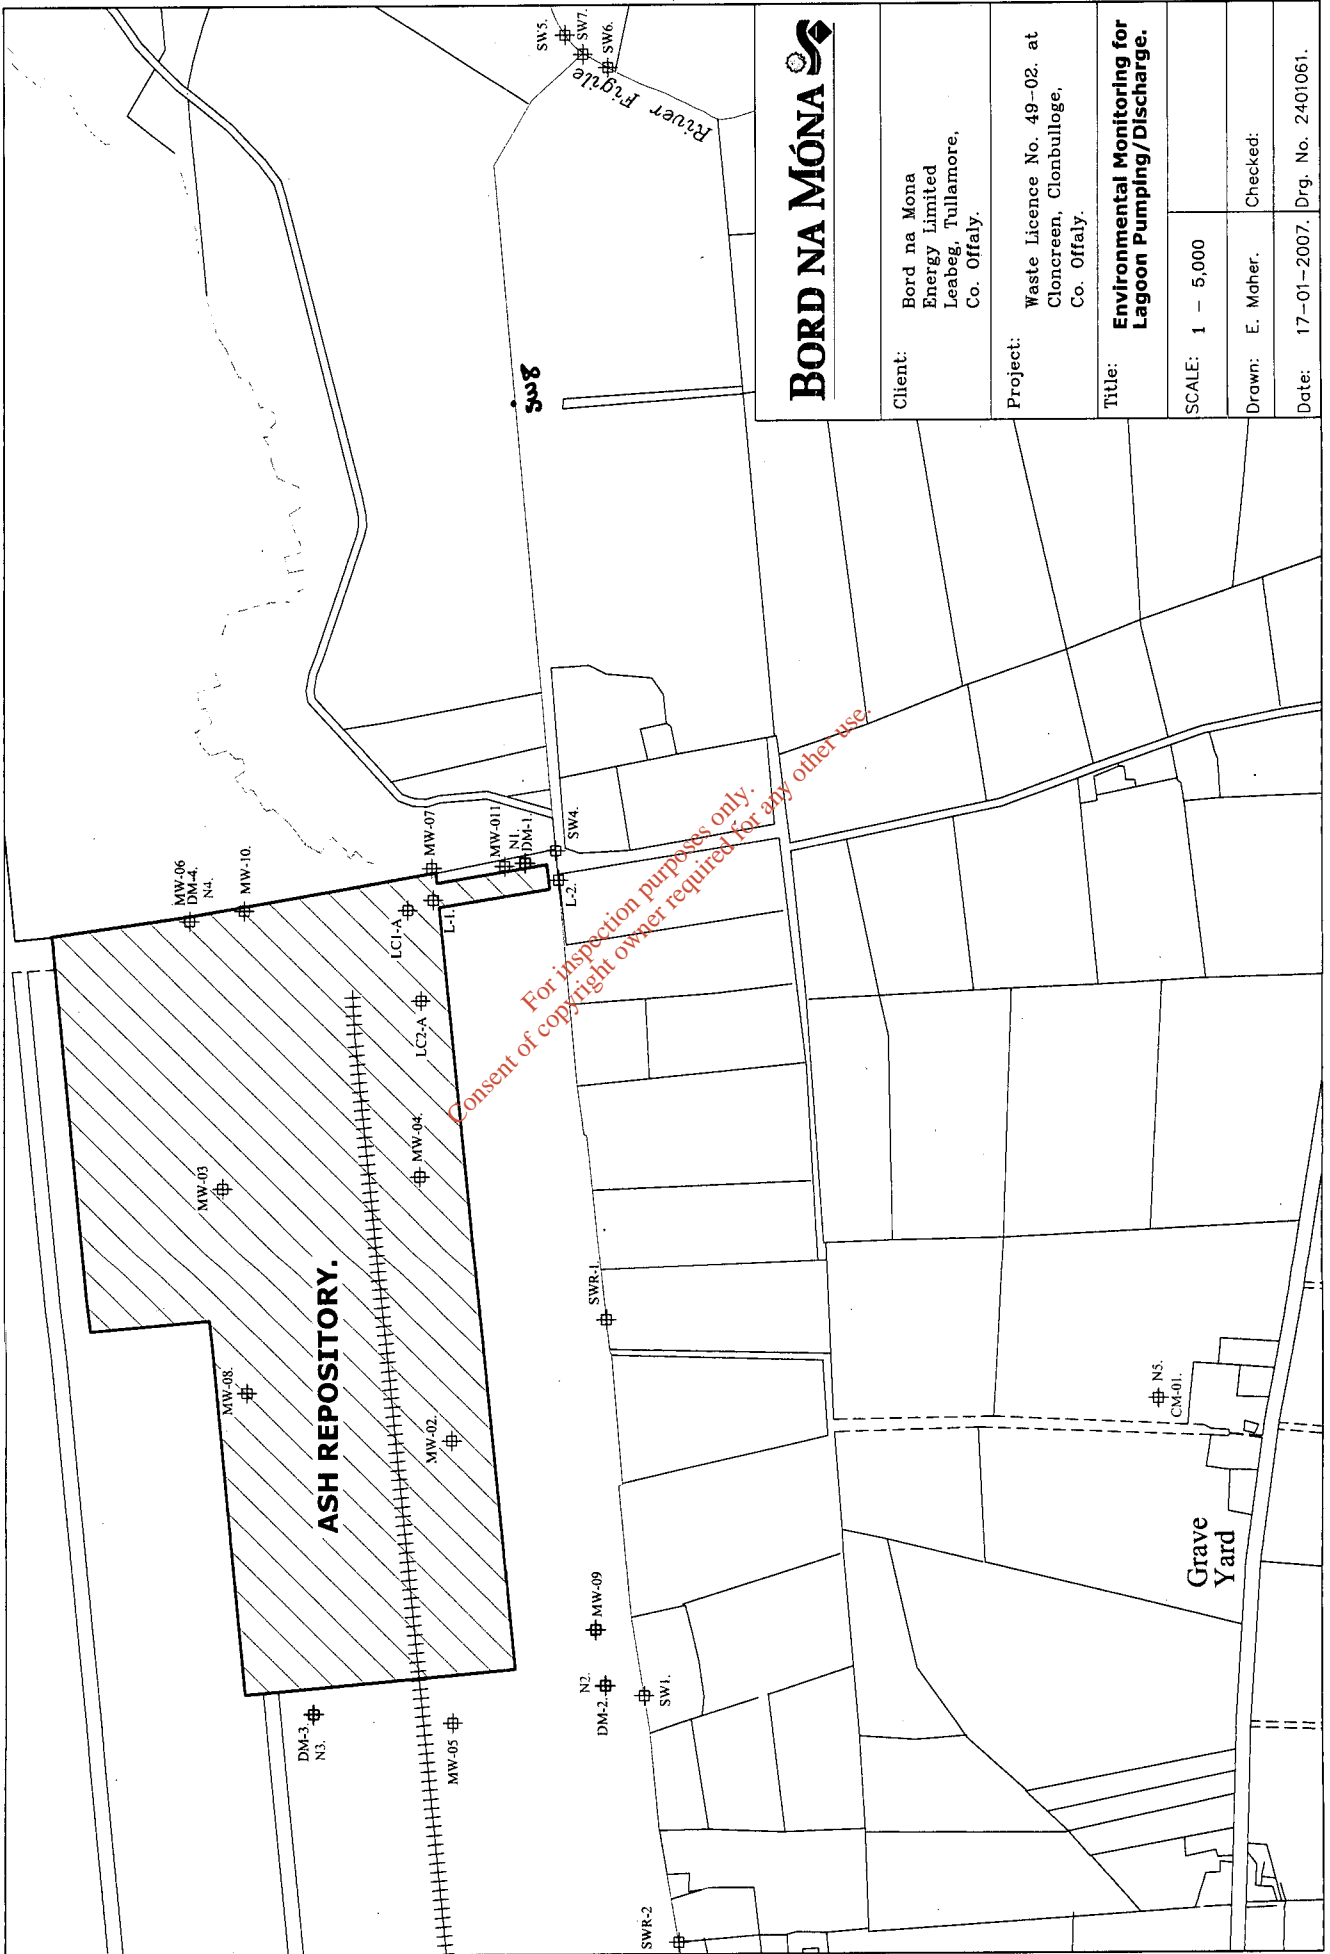 SW5.
SW7.
SW6.
River Figile
sw8
MW-06
DM-4.
N4.
MW-10.
MW-07
MW-011
N1.
DM-1.
SW4.
LC1-A
L-1.
L-2.
LC2-A
MW-04.
MW-03
ASH REPOSITORY.
MW-08.
MW-02.
SWR-1.
MW-09
N2.
DM-2.
SW1.
DM-3.
N3.
MW-05
SWR-2
N5.
CM-01.
Grave
Yard
For inspection purposes only.
Consent of copyright owner required for any other use.
BORD NA MÓNA
Client:
Bord na Mona
Energy Limited
Leabeg, Tullamore,
Co. Offaly.
Project:
Waste Licence No. 49-02. at
Cloncreen, Clonbulloge,
Co. Offaly.
Title:
Environmental Monitoring for
Lagoon Pumping/Discharge.
SCALE: 1 - 5,000
Drawn: E. Maher.
Checked:
Date: 17-01-2007.
Drg. No. 2401061.